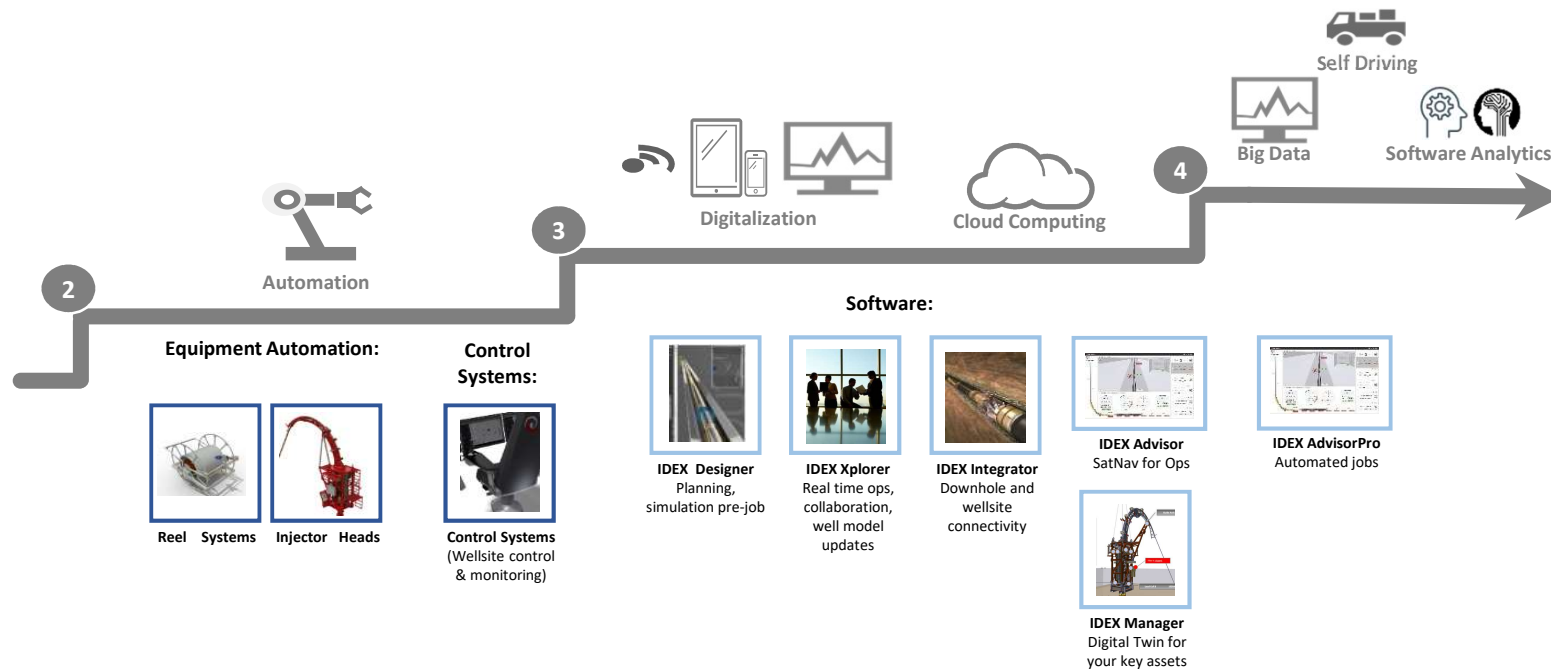 Self Driving
Big Data
Software Analytics
4
Digitalization
Cloud Computing
3
Automation
2
Software:
Equipment Automation:
Control
Systems:
Reel Systems
Injector Heads
Control Systems
(Wellsite control
& monitoring)
IDEX Designer
Planning,
simulation pre-job
IDEX Xplorer
Real time ops,
collaboration,
well model
updates
IDEX Integrator
Downhole and
wellsite
connectivity
IDEX Advisor
SatNav for Ops
IDEX AdvisorPro
Automated jobs
IDEX Manager
Digital Twin for
your key assets